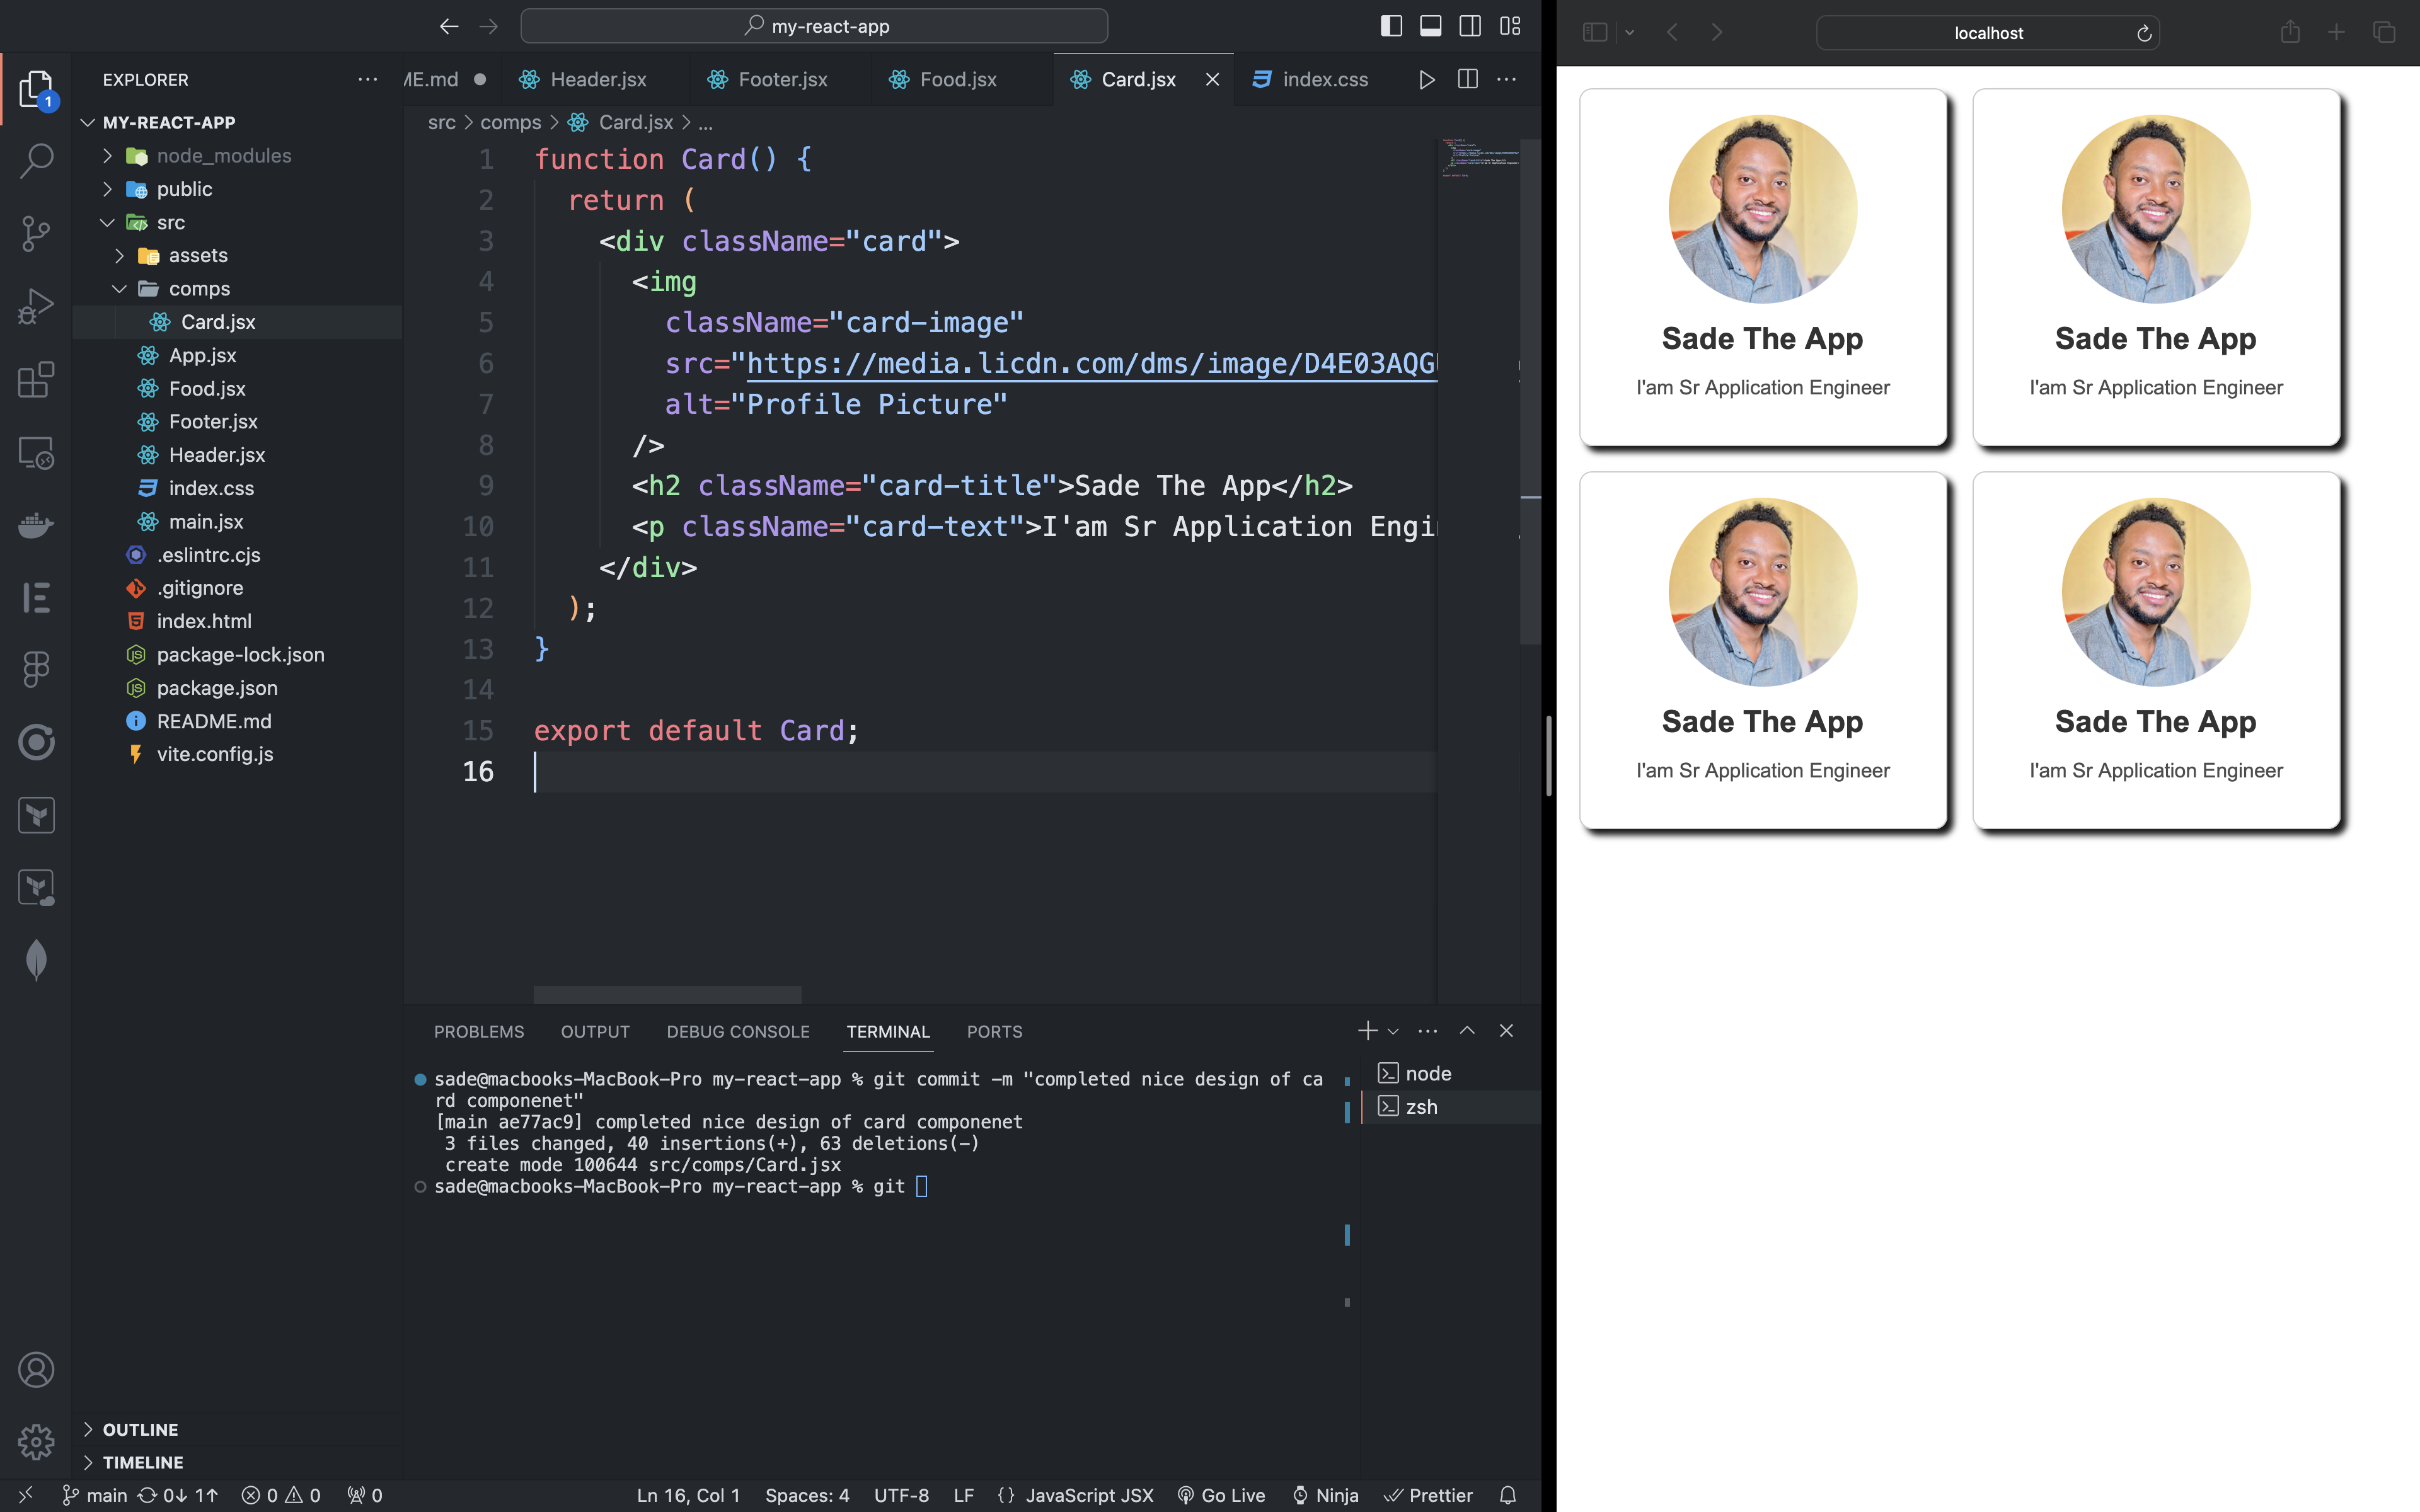 my-react-app
EXPLORER
MY-REACT-APP
node_modules
public
src
assets
comps
Card.jsx
App.jsx
Food.jsx
Footer.jsx
Header.jsx
index.css
main.jsx
.eslintrc.cjs
.gitignore
index.html
package-lock.json
package.json
README.md
vite.config.js
OUTLINE
TIMELINE
1
ME.md
Header.jsx
Footer.jsx
Food.jsx
Card.jsx
index.css
src > comps > Card.jsx > ...
1 function Card() {
2 return (
3 <div className="card">
4 <img
5 className="card-image"
6 src="https://media.licdn.com/dms/image/D4E03AQG
7 alt="Profile Picture"
8 />
9 <h2 className="card-title">Sade The App</h2>
10 <p className="card-text">I'am Sr Application Engi
11 </div>
12 );
13 }
14
15 export default Card;
16
PROBLEMS OUTPUT DEBUG CONSOLE TERMINAL PORTS
sade@macbooks-MacBook-Pro my-react-app % git commit -m "completed nice design of ca
rd componenet"
[main ae77ac9] completed nice design of card componenet
3 files changed, 40 insertions(+), 63 deletions(-)
create mode 100644 src/comps/Card.jsx
sade@macbooks-MacBook-Pro my-react-app % git
node
zsh
main 0↓ 1↑ 0 0 0 Ln 16, Col 1 Spaces: 4 UTF-8 LF {} JavaScript JSX Go Live Ninja Prettier
localhost
Sade The App
I'am Sr Application Engineer
Sade The App
I'am Sr Application Engineer
Sade The App
I'am Sr Application Engineer
Sade The App
I'am Sr Application Engineer